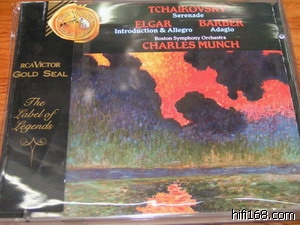 TCHAIKOVSKY
Serenade
ELGAR BARBER
Introduction & Allegro Adagio
Boston Symphony Orchestra
CHARLES MUNCH
RCA VICTOR
GOLD SEAL
The
Label of
Legends
hifi168.com